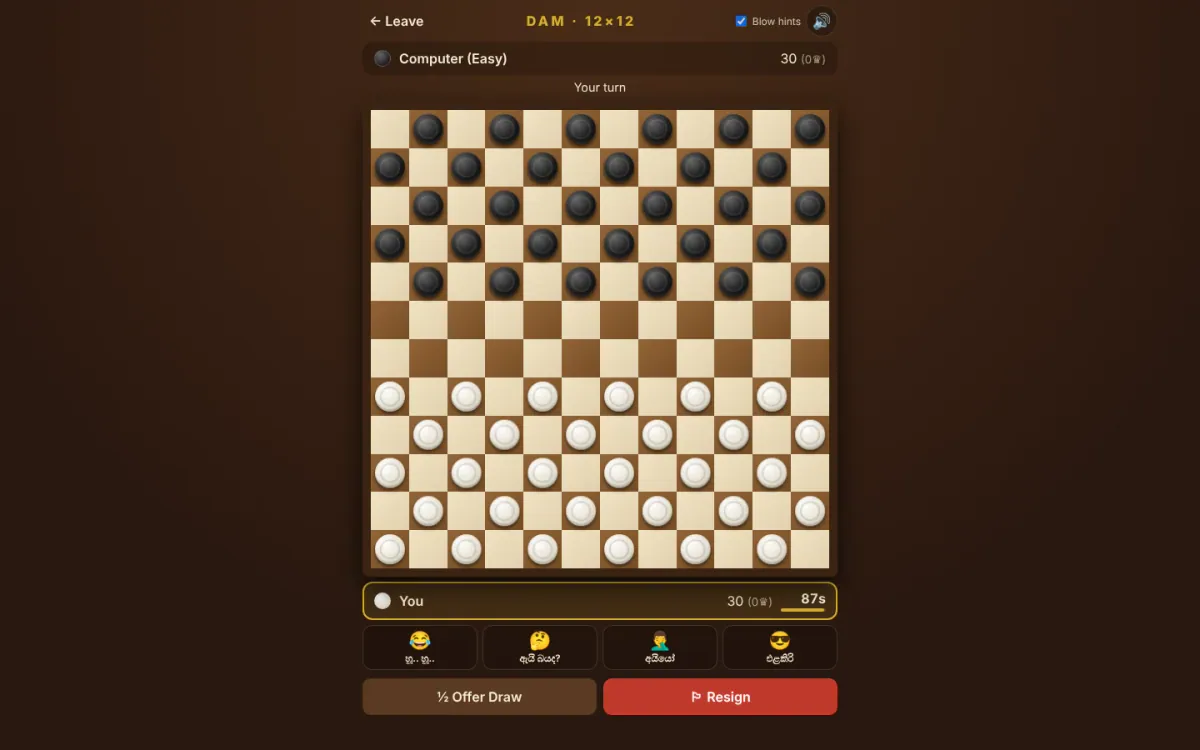 ← Leave
DAM · 12×12
Blow hints
Computer (Easy)
30 (0♛)
Your turn
You
30 (0♛)
87s
හු.. හු..
ඇයි බයද?
අයියෝ
එළකිරි
½ Offer Draw
Resign